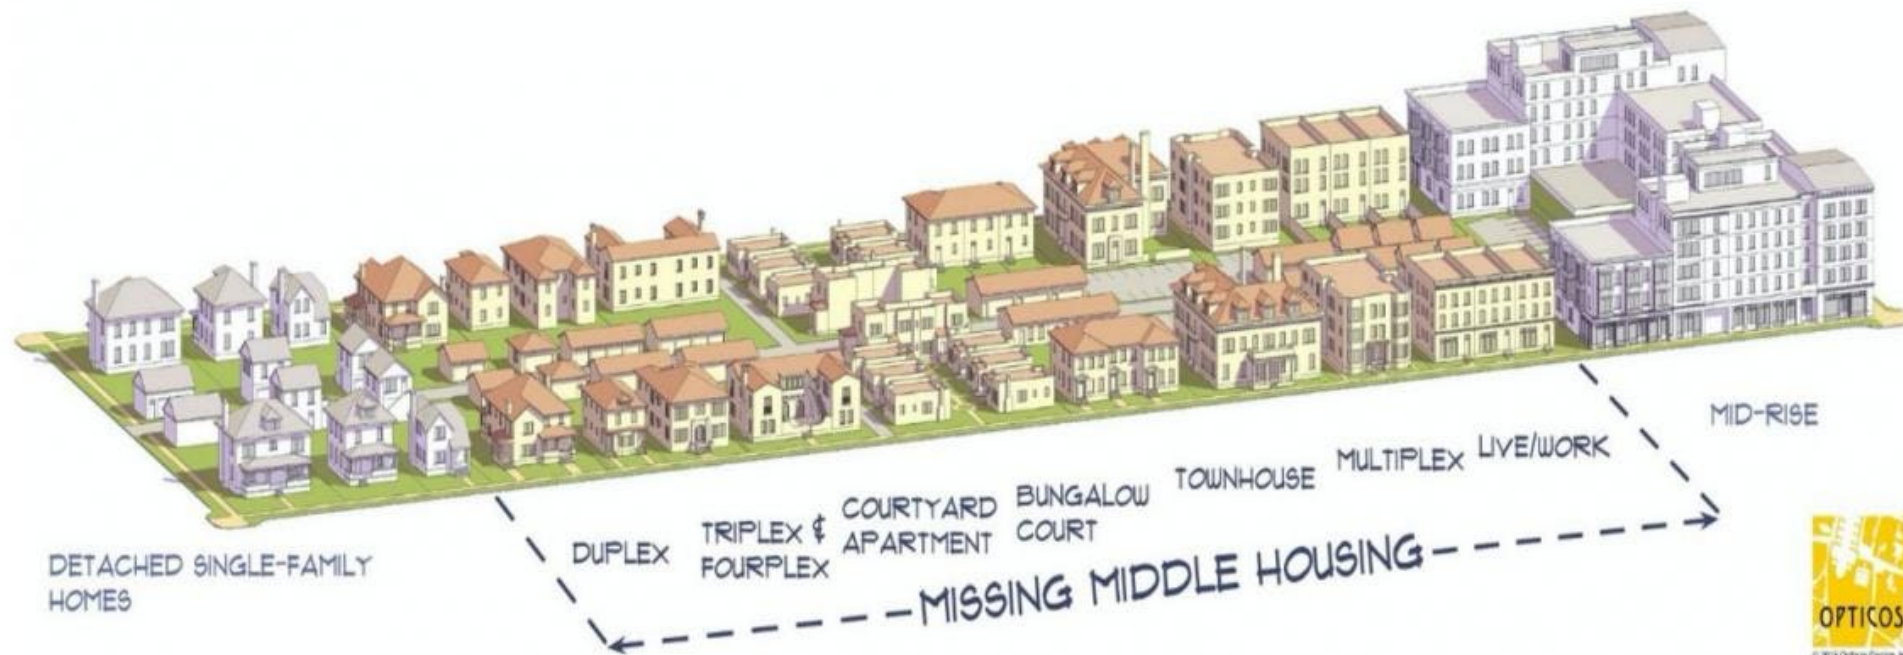 DETACHED SINGLE-FAMILY
HOMES
DUPLEX
TRIPLEX &
FOURPLEX
COURTYARD
APARTMENT
BUNGALOW
COURT
TOWNHOUSE
MULTIPLEX
LIVE/WORK
MID-RISE
MISSING MIDDLE HOUSING
OPTICOS